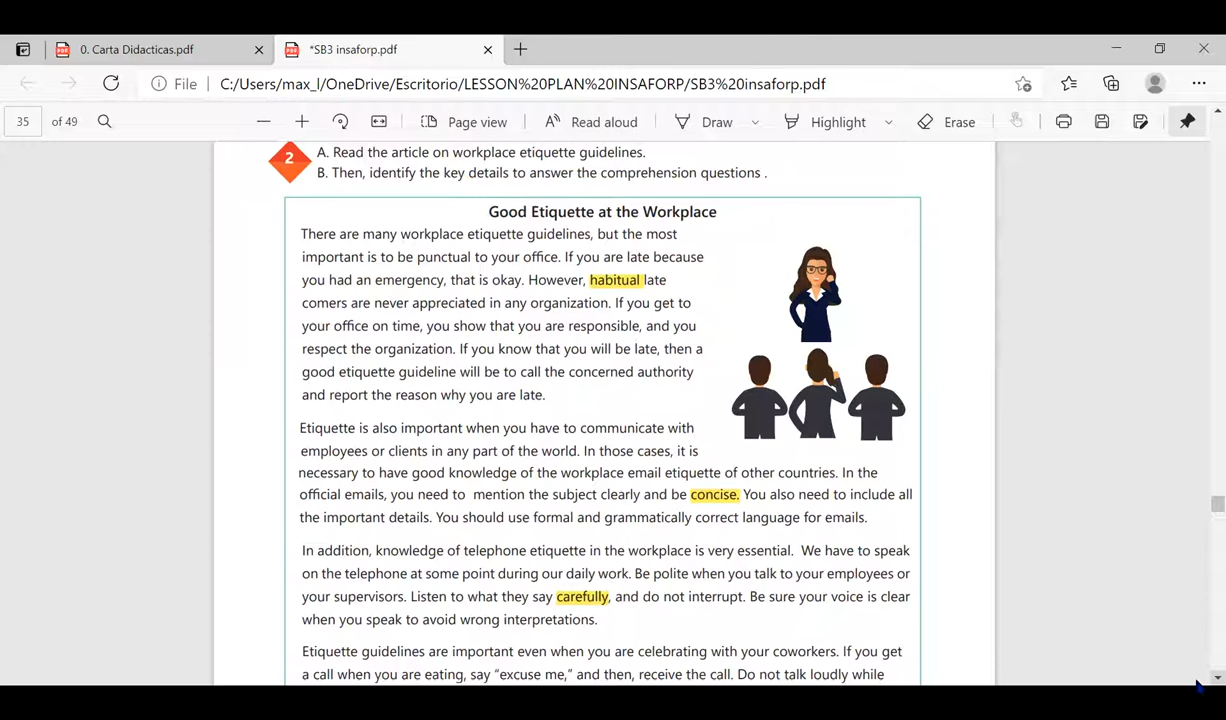 0. Carta Didacticas.pdf
*SB3 insaforp.pdf
File
C:/Users/max_l/OneDrive/Escritorio/LESSON%20PLAN%20INSAFORP/SB3%20insaforp.pdf
35 of 49
Page view
Read aloud
Draw
Highlight
Erase
2
A. Read the article on workplace etiquette guidelines.
B. Then, identify the key details to answer the comprehension questions .
Good Etiquette at the Workplace
There are many workplace etiquette guidelines, but the most
important is to be punctual to your office. If you are late because
you had an emergency, that is okay. However, habitual late
comers are never appreciated in any organization. If you get to
your office on time, you show that you are responsible, and you
respect the organization. If you know that you will be late, then a
good etiquette guideline will be to call the concerned authority
and report the reason why you are late.
Etiquette is also important when you have to communicate with
employees or clients in any part of the world. In those cases, it is
necessary to have good knowledge of the workplace email etiquette of other countries. In the
official emails, you need to mention the subject clearly and be concise. You also need to include all
the important details. You should use formal and grammatically correct language for emails.
In addition, knowledge of telephone etiquette in the workplace is very essential. We have to speak
on the telephone at some point during our daily work. Be polite when you talk to your employees or
your supervisors. Listen to what they say carefully, and do not interrupt. Be sure your voice is clear
when you speak to avoid wrong interpretations.
Etiquette guidelines are important even when you are celebrating with your coworkers. If you get
a call when you are eating, say “excuse me,” and then, receive the call. Do not talk loudly while